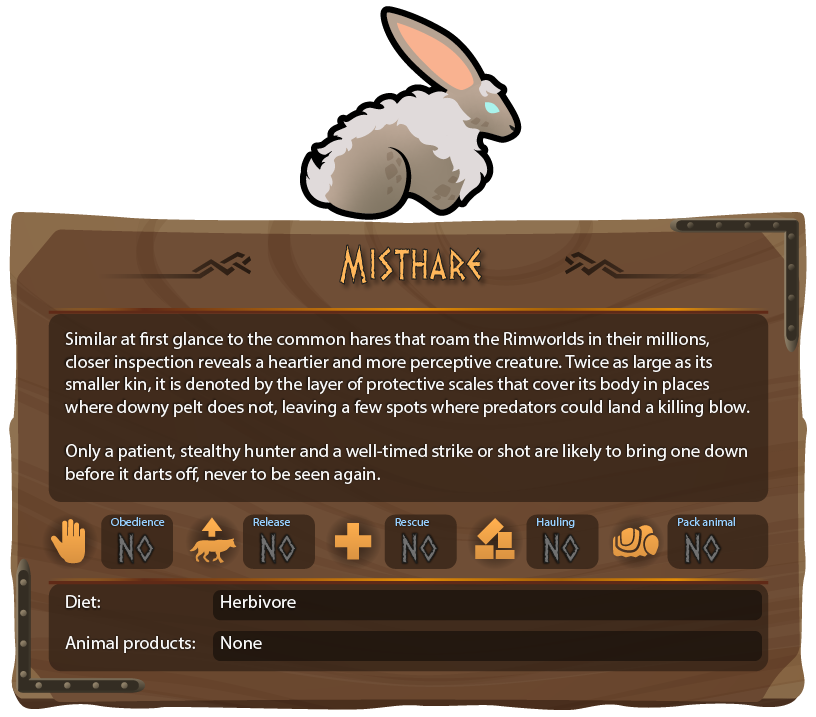 Misthare
Similar at first glance to the common hares that roam the Rimworlds in their millions,
closer inspection reveals a heartier and more perceptive creature. Twice as large as its
smaller kin, it is denoted by the layer of protective scales that cover its body in places
where downy pelt does not, leaving a few spots where predators could land a killing blow.
Only a patient, stealthy hunter and a well-timed strike or shot are likely to bring one down
before it darts off, never to be seen again.
Obedience Release Rescue Hauling Pack animal
NO NO NO NO NO
Diet: Herbivore
Animal products: None